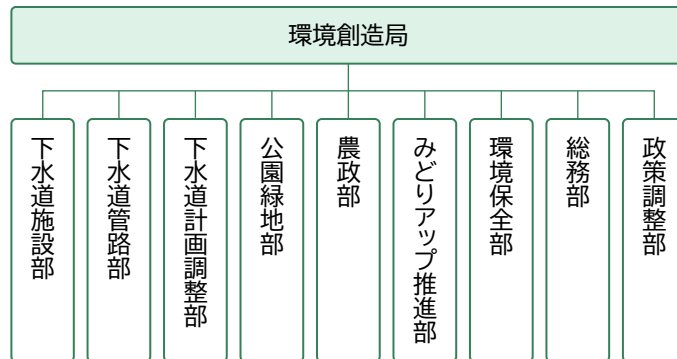 環境創造局
政策調整部
総務部
環境保全部
みどりアップ推進部
農政部
公園緑地部
下水道計画調整部
下水道管路部
下水道施設部